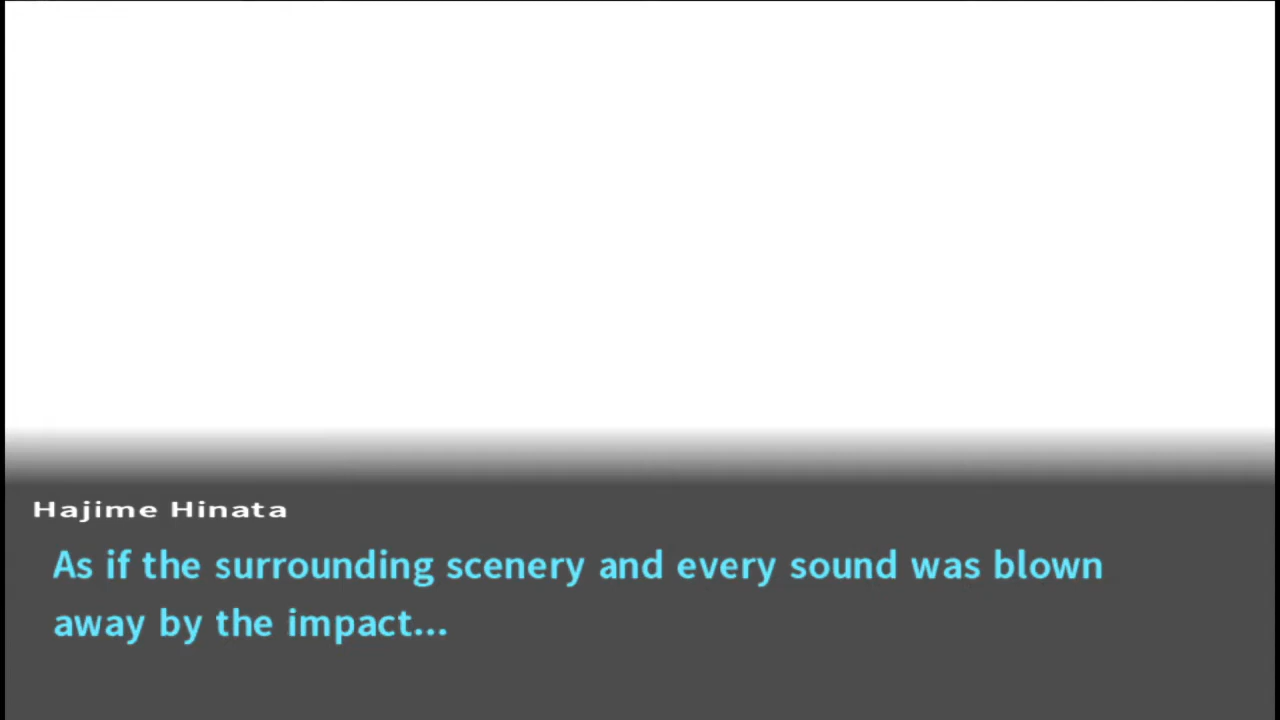 Hajime Hinata
As if the surrounding scenery and every sound was blown
away by the impact...